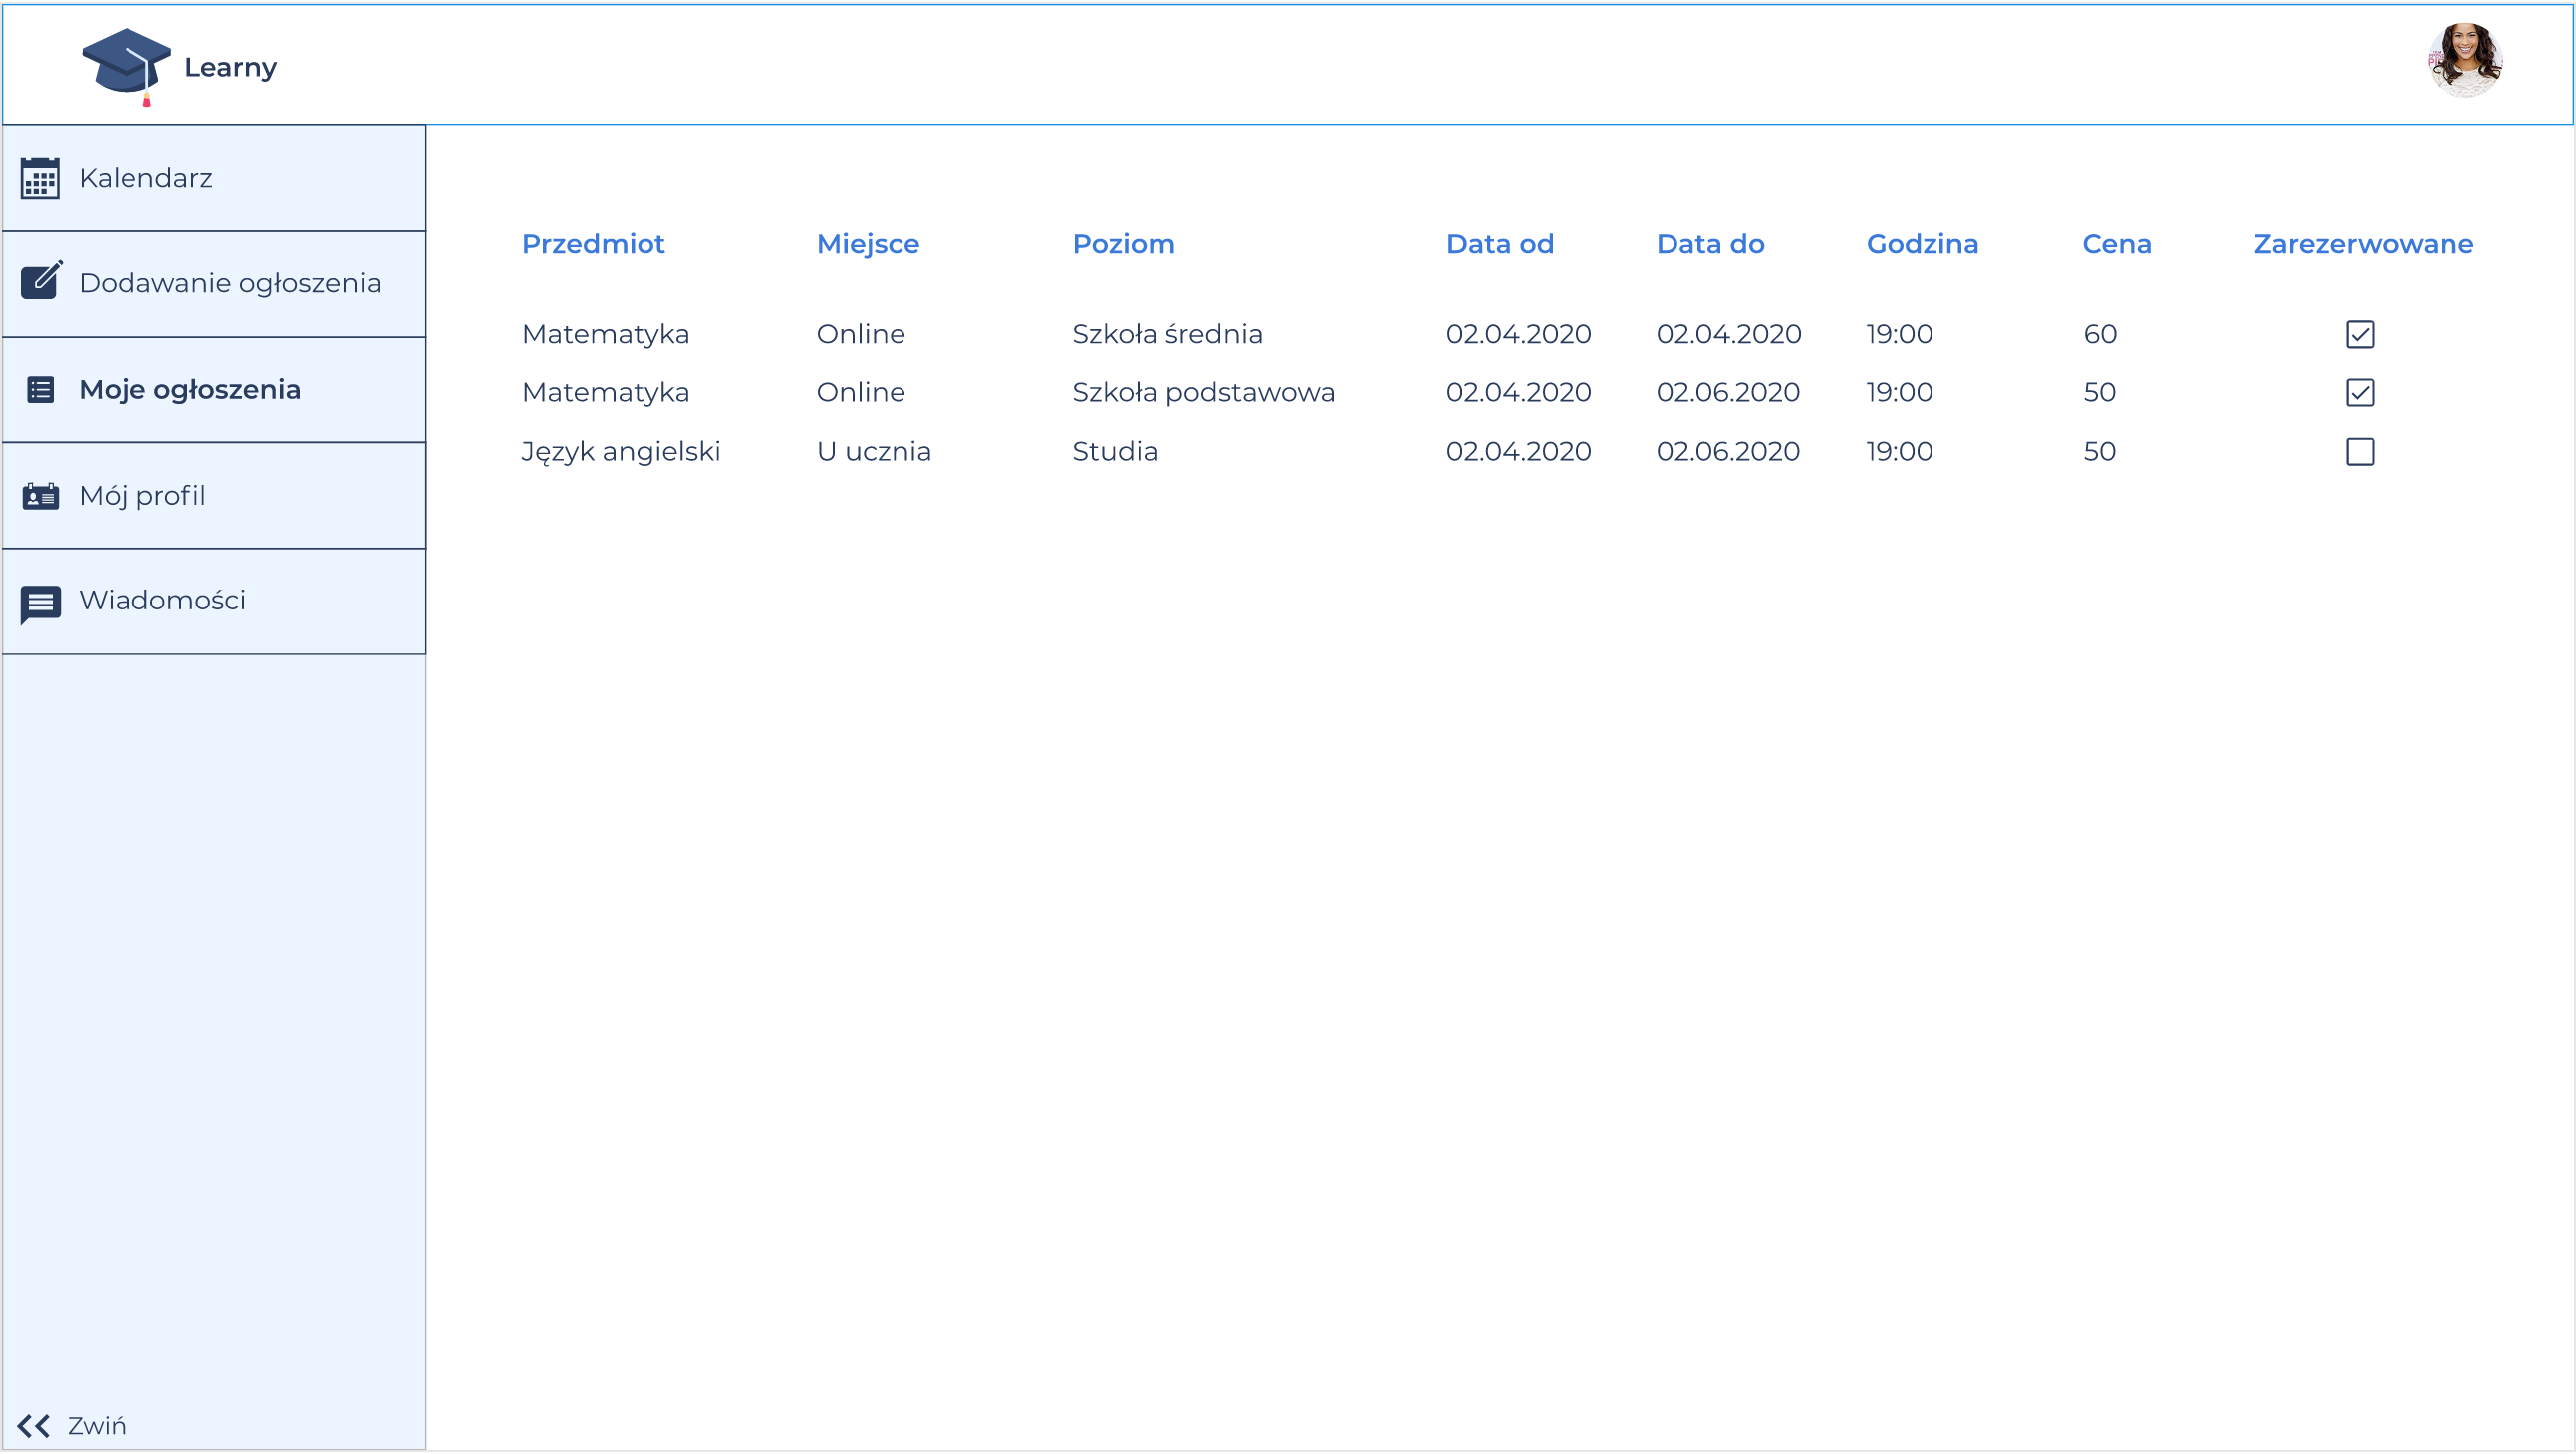 Learny
Kalendarz
Dodawanie ogłoszenia
Moje ogłoszenia
Mój profil
Wiadomości
Zwiń
Przedmiot Miejsce Poziom Data od Data do Godzina Cena Zarezerwowane
Matematyka Online Szkoła średnia 02.04.2020 02.04.2020 19:00 60
Matematyka Online Szkoła podstawowa 02.04.2020 02.06.2020 19:00 50
Język angielski U ucznia Studia 02.04.2020 02.06.2020 19:00 50